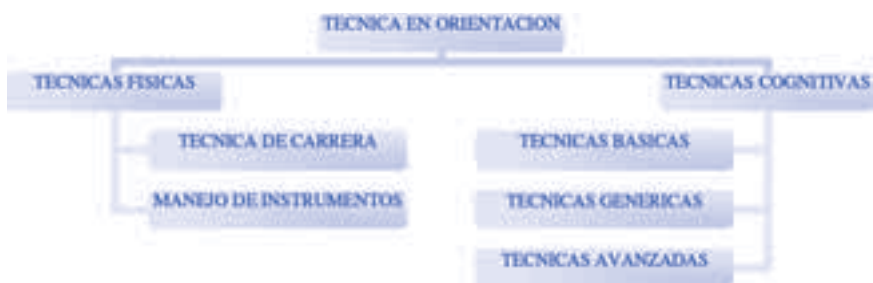 TECNICA EN ORIENTACION
TECNICAS FISICAS
TECNICAS COGNITIVAS
TECNICA DE CARRERA
TECNICAS BASICAS
MANEJO DE INSTRUMENTOS
TECNICAS GENERICAS
TECNICAS AVANZADAS